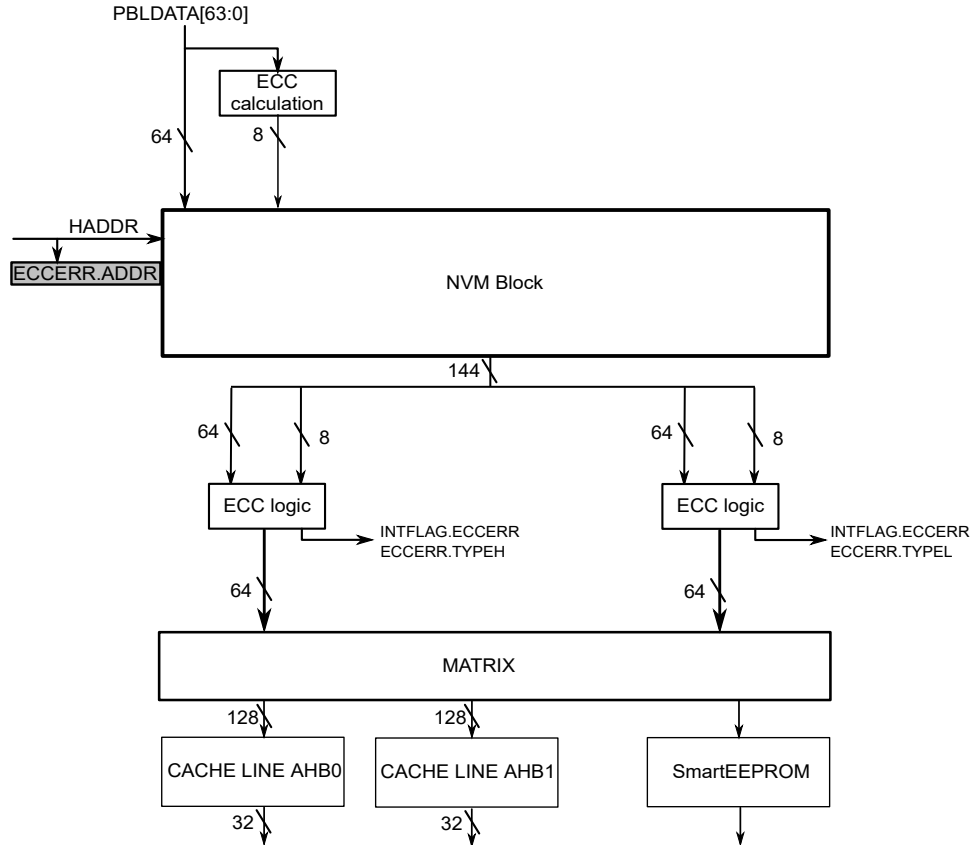 PBLDATA[63:0]
ECC
calculation
64
8
HADDR
ECCERR.ADDR
NVM Block
144
64
8
64
8
ECC logic
ECC logic
INTFLAG.ECCERR
ECCERR.TYPEH
INTFLAG.ECCERR
ECCERR.TYPEL
64
64
MATRIX
128
128
CACHE LINE AHB0
CACHE LINE AHB1
SmartEEPROM
32
32